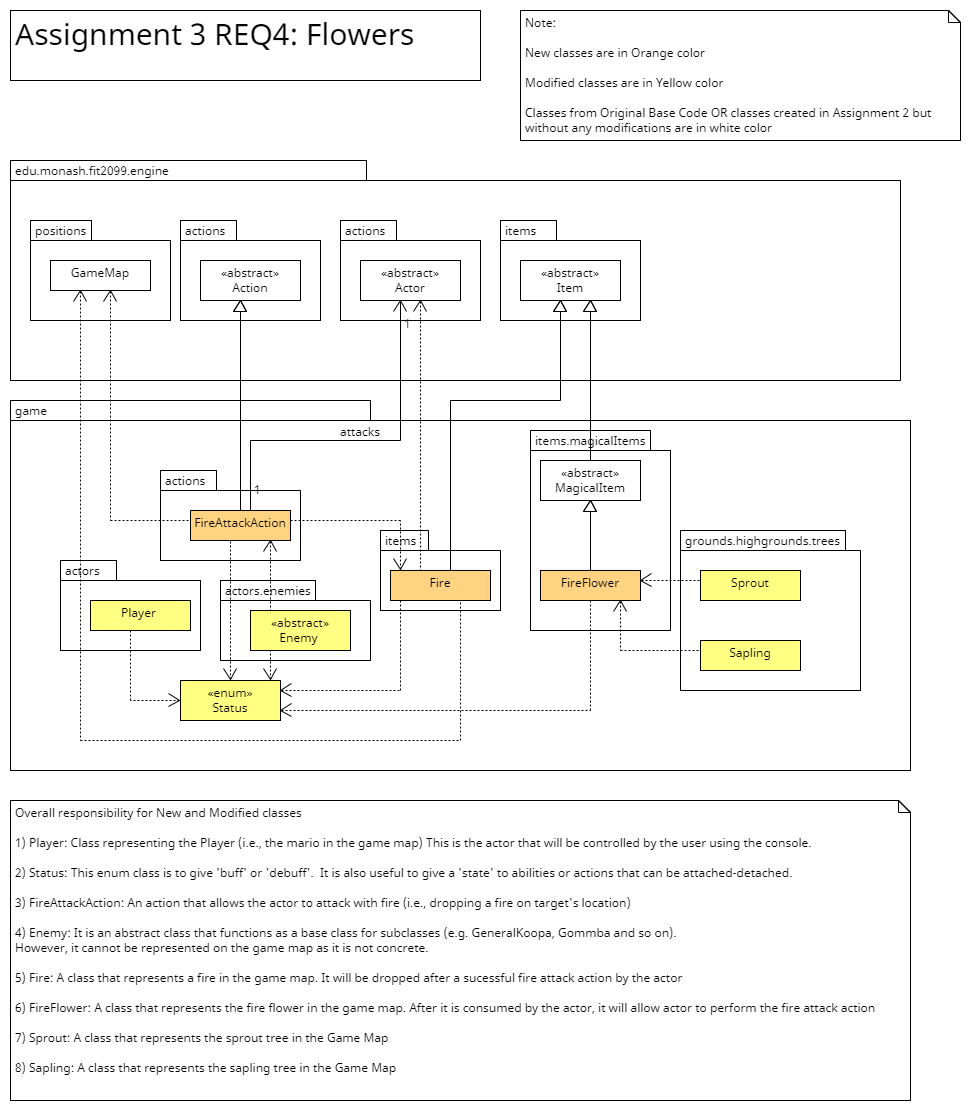 Assignment 3 REQ4: Flowers
Note:
New classes are in Orange color
Modified classes are in Yellow color
Classes from Original Base Code OR classes created in Assignment 2 but
without any modifications are in white color
edu.monash.fit2099.engine
positions
GameMap
actions
«abstract»
Action
actions
«abstract»
Actor
1
items
«abstract»
Item
game
attacks
1
actions
FireAttackAction
actors
Player
actors.enemies
«abstract»
Enemy
«enum»
Status
items
Fire
items.magicalItems
«abstract»
MagicalItem
FireFlower
grounds.highgrounds.trees
Sprout
Sapling
Overall responsibility for New and Modified classes
1) Player: Class representing the Player (i.e., the mario in the game map) This is the actor that will be controlled by the user using the console.
2) Status: This enum class is to give 'buff' or 'debuff'.  It is also useful to give a 'state' to abilities or actions that can be attached-detached.
3) FireAttackAction: An action that allows the actor to attack with fire (i.e., dropping a fire on target's location)
4) Enemy: It is an abstract class that functions as a base class for subclasses (e.g. GeneralKoopa, Gommba and so on).
However, it cannot be represented on the game map as it is not concrete.
5) Fire: A class that represents a fire in the game map. It will be dropped after a sucessful fire attack action by the actor
6) FireFlower: A class that represents the fire flower in the game map. After it is consumed by the actor, it will allow actor to perform the fire attack action
7) Sprout: A class that represents the sprout tree in the Game Map
8) Sapling: A class that represents the sapling tree in the Game Map